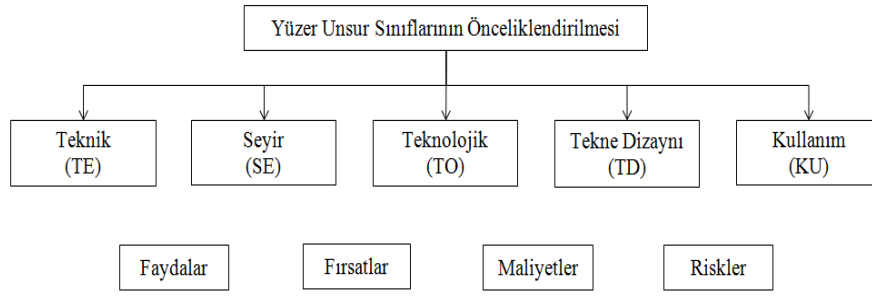 Yüzer Unsur Sınıflarının Önceliklendirilmesi
Teknik
(TE)
Seyir
(SE)
Teknolojik
(TO)
Tekne Dizaynı
(TD)
Kullanım
(KU)
Faydalar
Fırsatlar
Maliyetler
Riskler